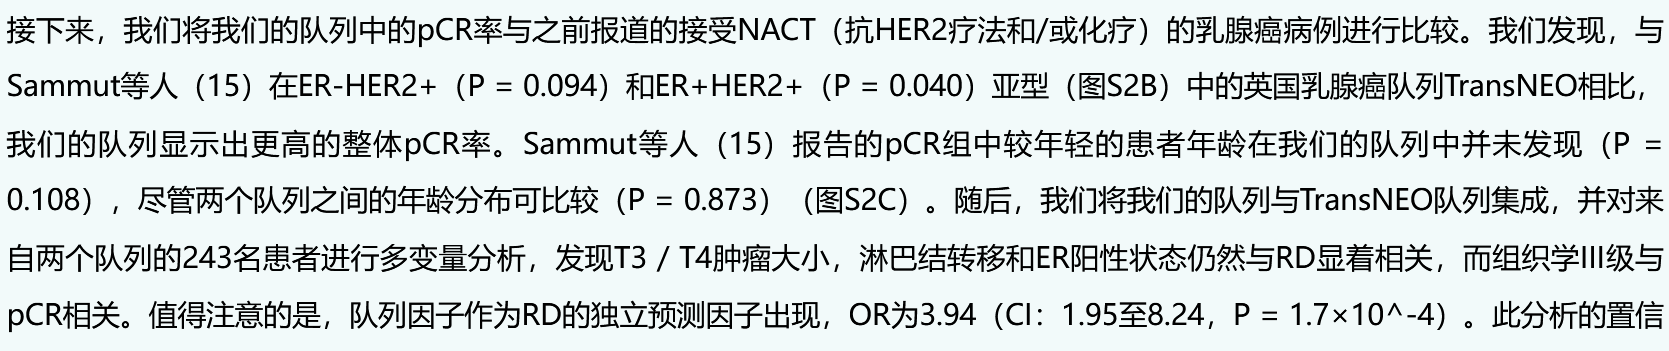 接下来，我们将我们的队列中的pCR率与之前报道的接受NACT（抗HER2疗法和/或化疗）的乳腺癌病例进行比较。我们发现，与
Sammut等人（15）在ER-HER2+（P = 0.094）和ER+HER2+（P = 0.040）亚型（图S2B）中的英国乳腺癌队列TransNEO相比，
我们的队列显示出更高的整体pCR率。Sammut等人（15）报告的pCR组中较年轻的患者年龄在我们的队列中并未发现（P =
0.108），尽管两个队列之间的年龄分布可比较（P = 0.873）（图S2C）。随后，我们将我们的队列与TransNEO队列集成，并对来
自两个队列的243名患者进行多变量分析，发现T3 / T4肿瘤大小，淋巴结转移和ER阳性状态仍然与RD显着相关，而组织学III级与
pCR相关。值得注意的是，队列因子作为RD的独立预测因子出现，OR为3.94（CI：1.95至8.24，P = 1.7×10^-4）。此分析的置信